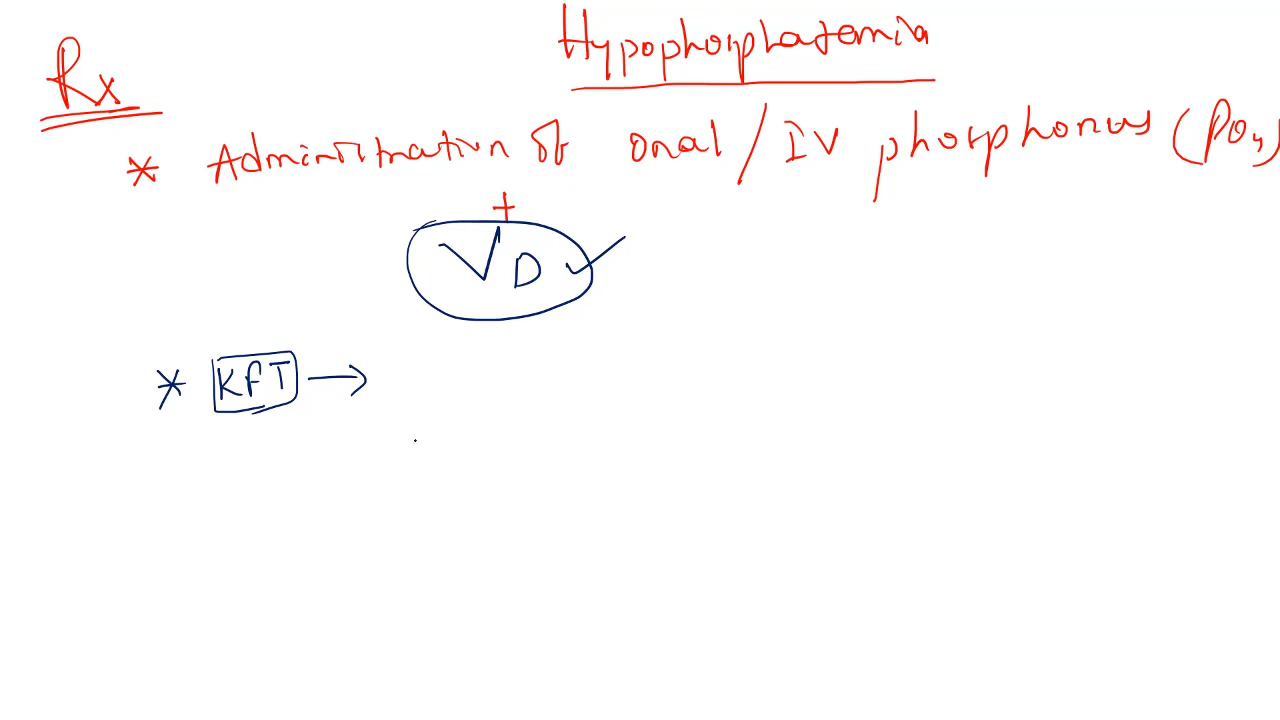 Hypophosphatemia
Rx
* Administration of oral / IV phosphorus (PO4)
+
VD ✓
* KFT →